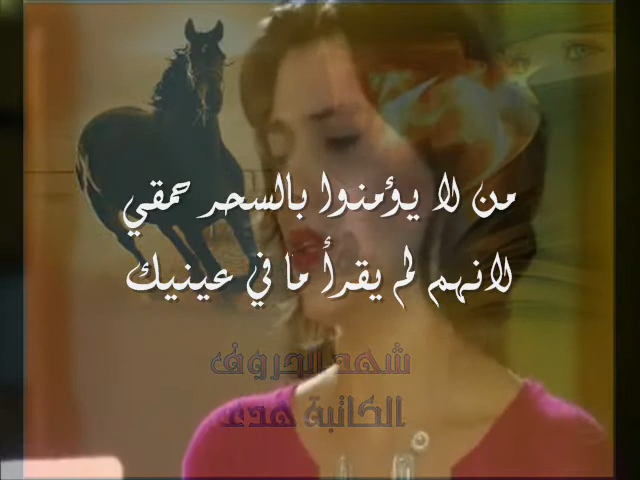 من لا يؤمنوا بالسحر حمقي
لانهم لم يقرأ ما في عينيك
شهد الحروف
الكاتبة هدى